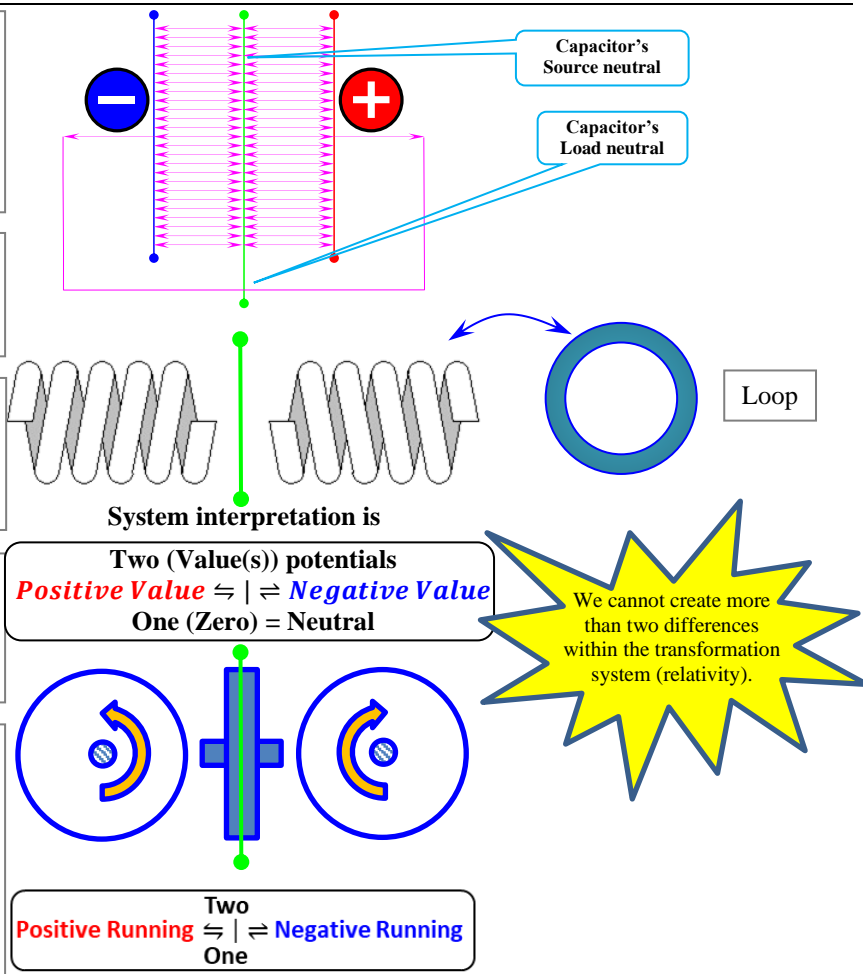 Capacitor's
Source neutral
Capacitor's
Load neutral
Loop
System interpretation is
Two (Value(s)) potentials
Positive Value ⇋ | ⇌ Negative Value
One (Zero) = Neutral
We cannot create more
than two differences
within the transformation
system (relativity).
Two
Positive Running ⇋ | ⇌ Negative Running
One